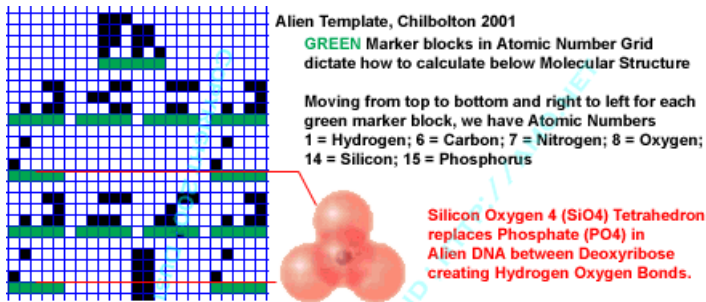 Alien Template, Chilbolton 2001
GREEN Marker blocks in Atomic Number Grid
dictate how to calculate below Molecular Structure
Moving from top to bottom and right to left for each
green marker block, we have Atomic Numbers
1 = Hydrogen; 6 = Carbon; 7 = Nitrogen; 8 = Oxygen;
14 = Silicon; 15 = Phosphorus
Silicon Oxygen 4 (SiO4) Tetrahedron
replaces Phosphate (PO4) in
Alien DNA between Deoxyribose
creating Hydrogen Oxygen Bonds.